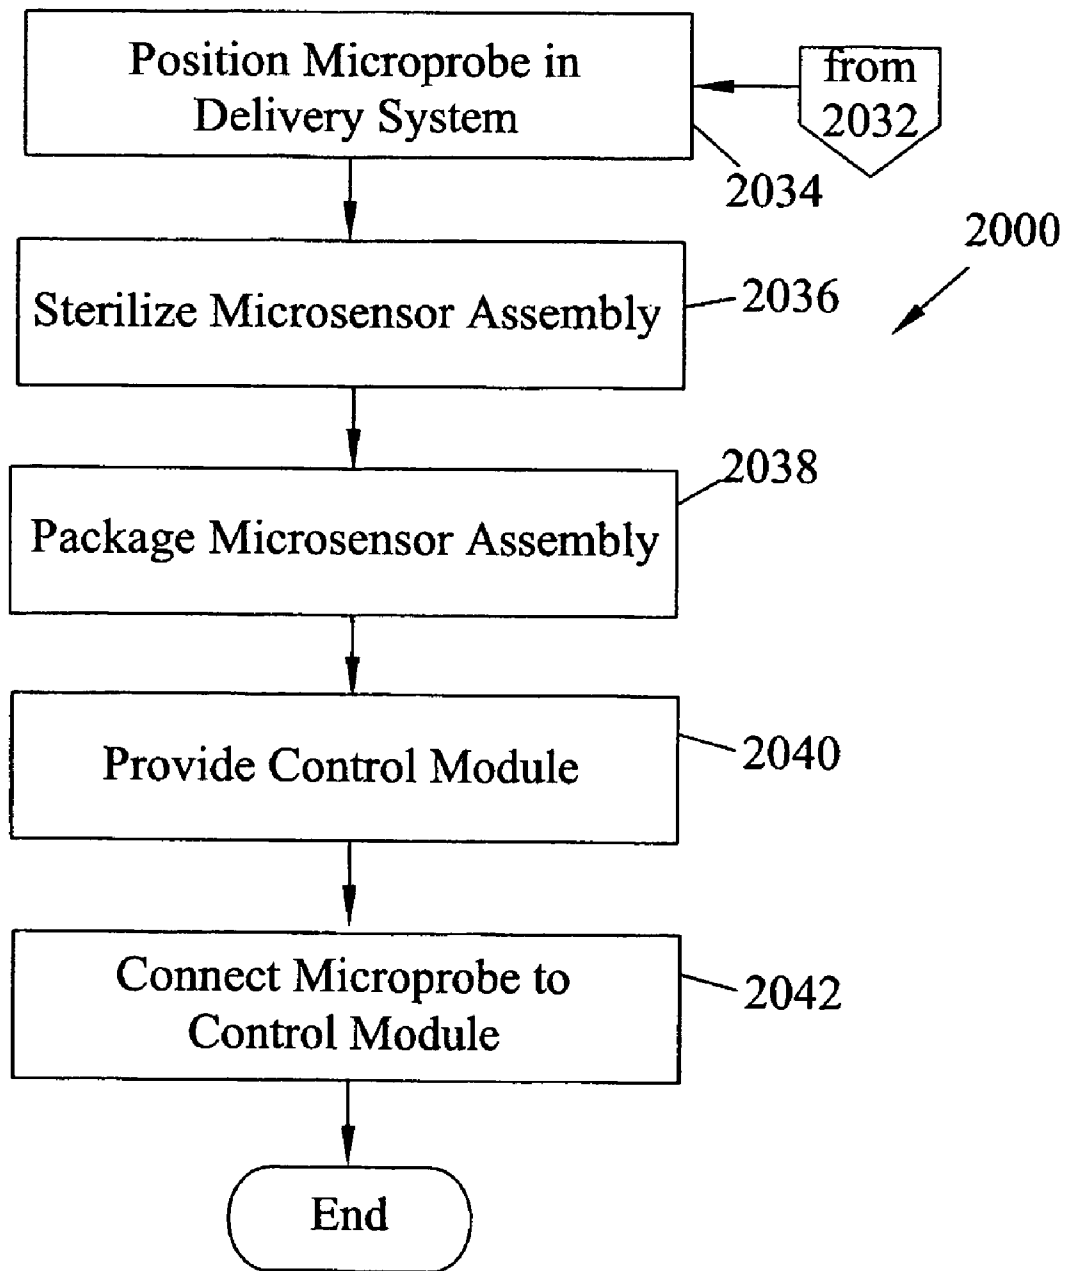 Position Microprobe in
Delivery System
from
2032
2034
2000
Sterilize Microsensor Assembly
2036
Package Microsensor Assembly
2038
Provide Control Module
2040
Connect Microprobe to
Control Module
2042
End